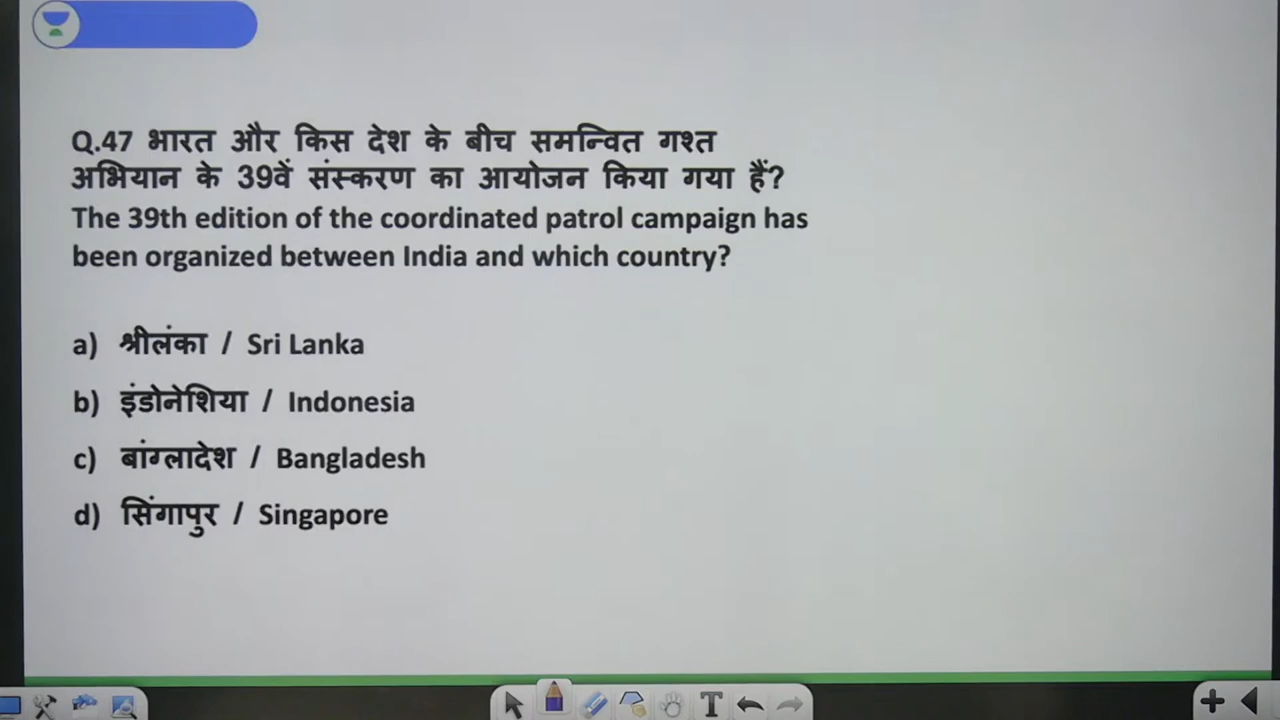 Q.47 भारत और किस देश के बीच समन्वित गश्त
अभियान के 39वें संस्करण का आयोजन किया गया हैं?
The 39th edition of the coordinated patrol campaign has
been organized between India and which country?
a) श्रीलंका / Sri Lanka
b) इंडोनेशिया / Indonesia
c) बांग्लादेश / Bangladesh
d) सिंगापुर / Singapore
T